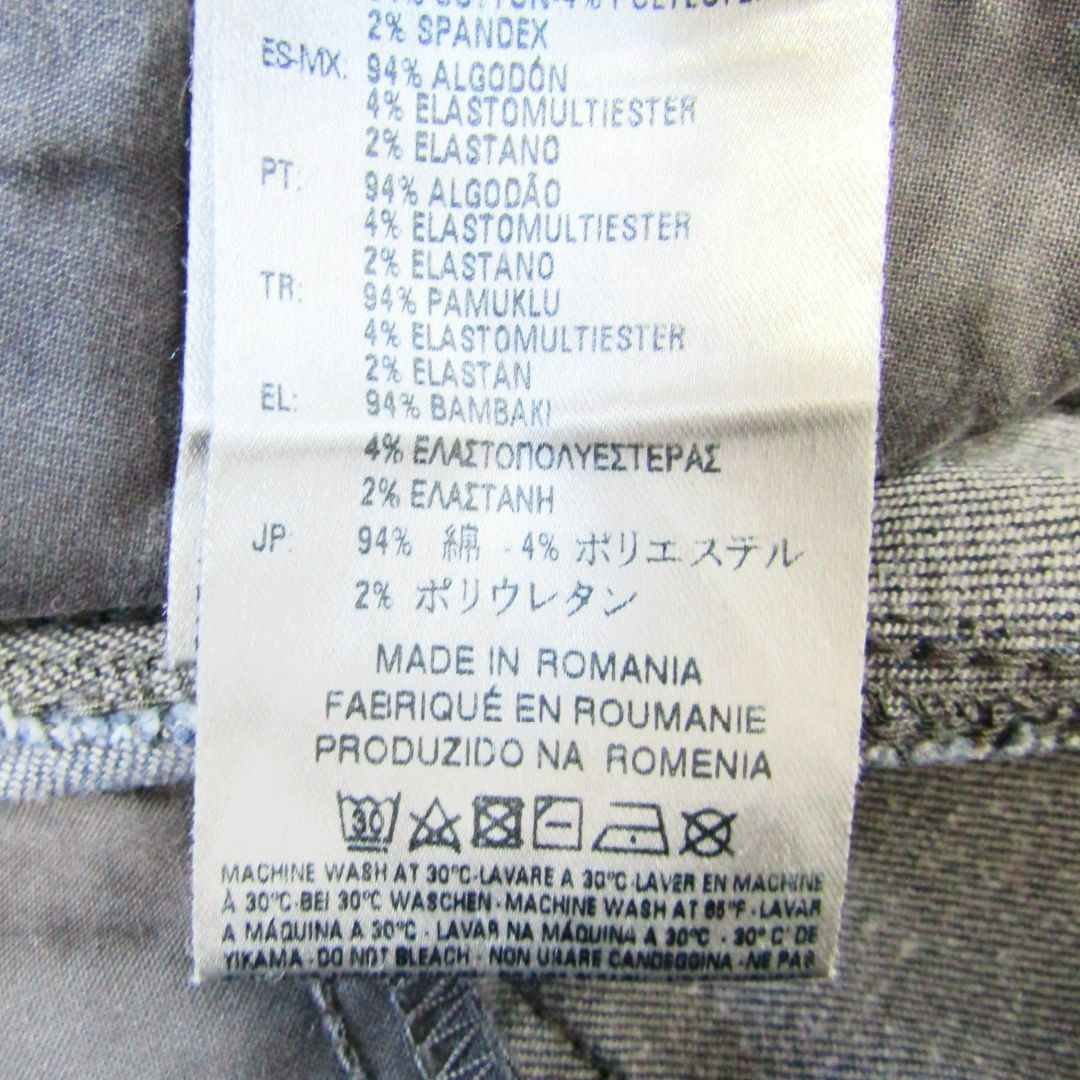 2% SPANDEX
ES-MX: 94% ALGODÓN
4% ELASTOMULTIESTER
2% ELASTANO
PT: 94% ALGODÃO
4% ELASTOMULTIESTER
2% ELASTANO
TR: 94% PAMUKLU
4% ELASTOMULTIESTER
2% ELASTAN
EL: 94% ΒΑΜΒΑΚΙ
4% ΕΛΑΣΤΟΠΟΛΥΕΣΤΕΡΑΣ
2% ΕΛΑΣΤΑΝΗ
JP: 94% 綿 - 4% ポリエステル
2% ポリウレタン
MADE IN ROMANIA
FABRIQUÉ EN ROUMANIE
PRODUZIDO NA ROMENIA
30
MACHINE WASH AT 30°C-LAVARE A 30°C-LAVER EN MACHINE
À 30°C-BEI 30°C WASCHEN-MACHINE WASH AT 85°F-LAVAR
A MÁQUINA A 30°C - LAVAR NA MÁQUINA A 30°C - 30°C' DE
YIKAMA - DO NOT BLEACH - NON USARE CANDEGGINA - NE PAS